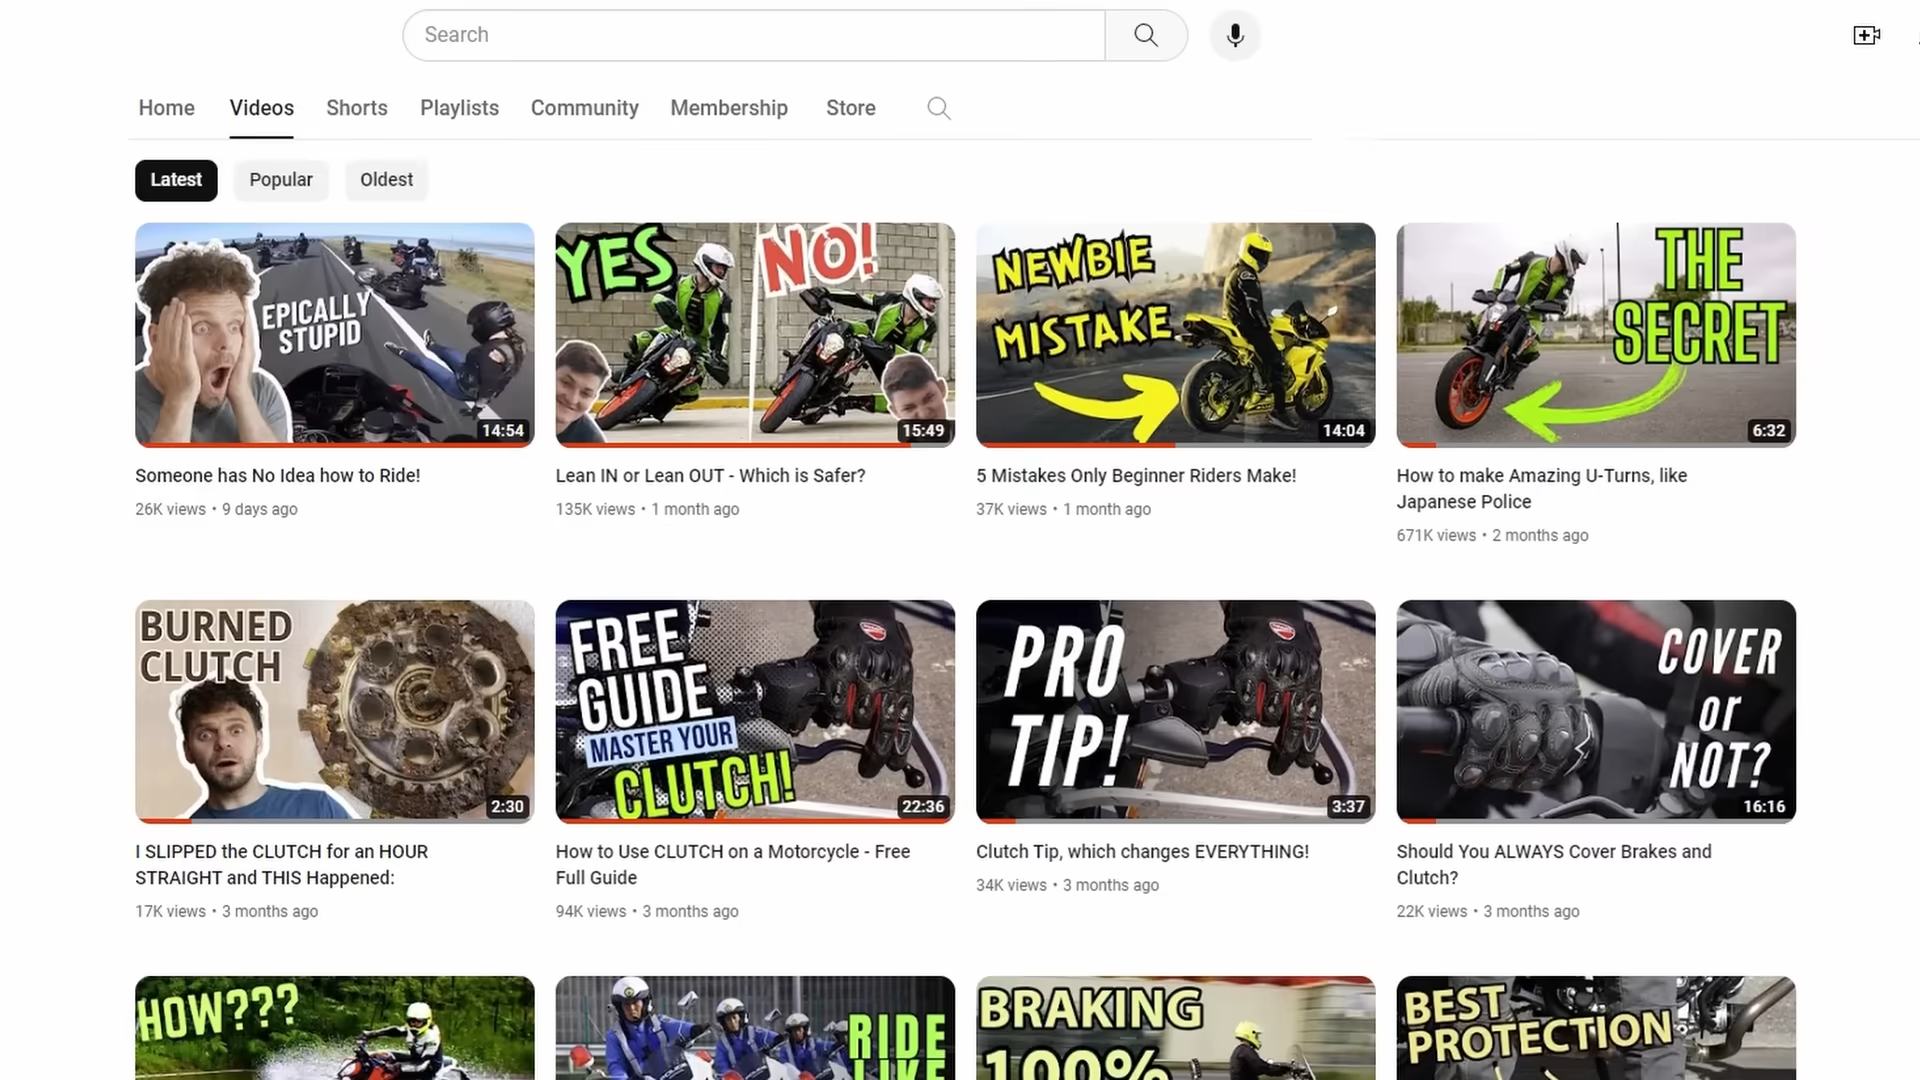 Search
Home Videos Shorts Playlists Community Membership Store
Latest Popular Oldest
EPICALLY
STUPID
14:54
YES
NO!
15:49
NEWBIE
MISTAKE
14:04
THE
SECRET
6:32
Someone has No Idea how to Ride!
26K views • 9 days ago
Lean IN or Lean OUT - Which is Safer?
135K views • 1 month ago
5 Mistakes Only Beginner Riders Make!
37K views • 1 month ago
How to make Amazing U-Turns, like
Japanese Police
671K views • 2 months ago
BURNED
CLUTCH
2:30
FREE
GUIDE
MASTER YOUR
CLUTCH!
22:36
PRO
TIP!
3:37
COVER
or
NOT?
16:16
I SLIPPED the CLUTCH for an HOUR
STRAIGHT and THIS Happened:
17K views • 3 months ago
How to Use CLUTCH on a Motorcycle - Free
Full Guide
94K views • 3 months ago
Clutch Tip, which changes EVERYTHING!
34K views • 3 months ago
Should You ALWAYS Cover Brakes and
Clutch?
22K views • 3 months ago
HOW???
RIDE
LIKE
BRAKING
100%
BEST
PROTECTION